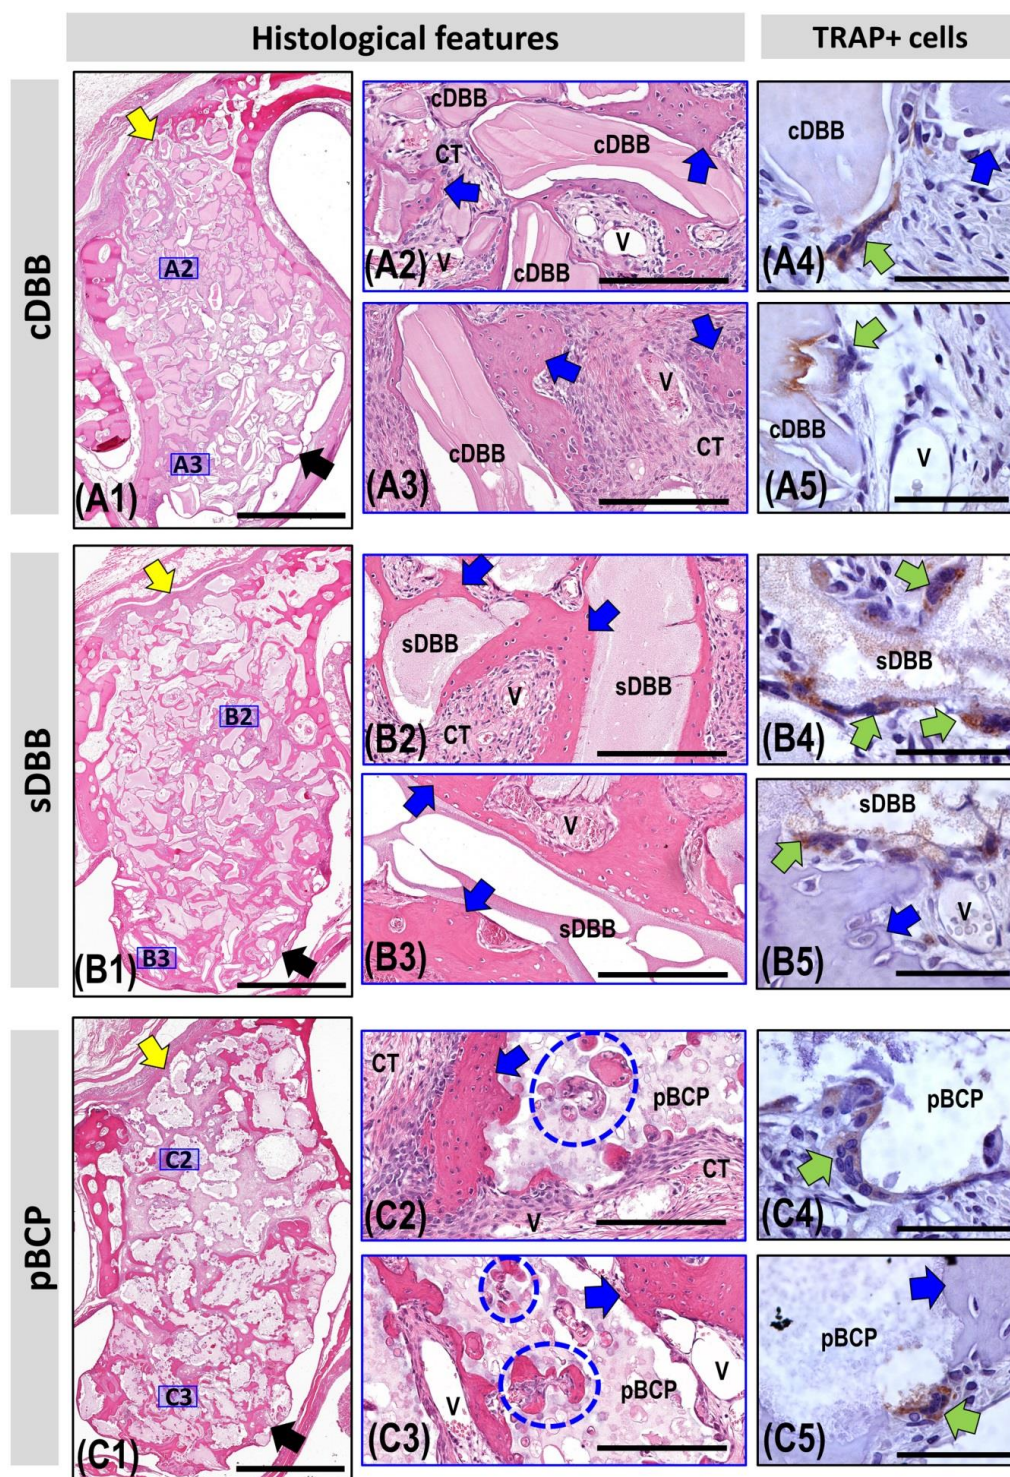 Histological features
TRAP+ cells
cDBB
A2
A3
(A1)
cDBB
CT
cDBB
V
V
cDBB
(A2)
cDBB
(A4)
V
cDBB
CT
(A3)
cDBB
V
(A5)
sDBB
B2
B3
(B1)
sDBB
V
sDBB
CT
(B2)
sDBB
(B4)
V
sDBB
(B3)
sDBB
V
(B5)
pBCP
C2
C3
(C1)
CT
pBCP
CT
V
(C2)
pBCP
(C4)
V
pBCP
V
(C3)
pBCP
(C5)